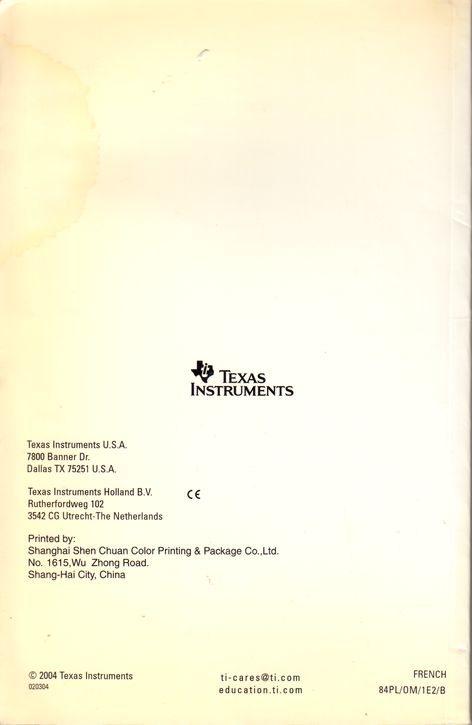 TEXAS
INSTRUMENTS
Texas Instruments U.S.A.
7800 Banner Dr.
Dallas TX 75251 U.S.A.
Texas Instruments Holland B.V.
Rutherfordweg 102
3542 CG Utrecht-The Netherlands
CE
Printed by:
Shanghai Shen Chuan Color Printing & Package Co.,Ltd.
No. 1615,Wu Zhong Road.
Shang-Hai City, China
© 2004 Texas Instruments
020304
ti-cares@ti.com
education.ti.com
FRENCH
84PL/OM/1E2/B